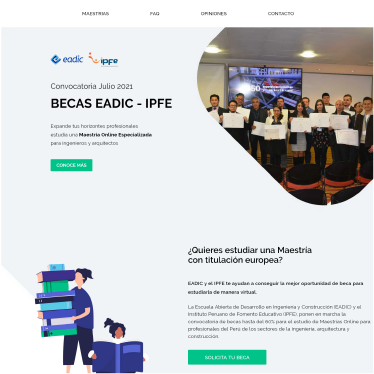 MAESTRIAS FAQ OPINIONES CONTACTO
eadic ipfe
Convocatoria Julio 2021
BECAS EADIC - IPFE
Expande tus horizontes profesionales
estudia una Maestría Online Especializada
para ingenieros y arquitectos
CONOCE MÁS
¿Quieres estudiar una Maestría
con titulación europea?
EADIC y el IPFE te ayudan a conseguir la mejor oportunidad de beca para
estudiarla de manera virtual.
La Escuela Abierta de Desarrollo en Ingeniería y Construcción (EADIC) y el
Instituto Peruano de Fomento Educativo (IPFE), ponen en marcha la
convocatoria de becas hasta del 60% para el estudio de Maestrías Online para
profesionales del Perú de los sectores de la ingeniería, arquitectura y
construcción
SOLICITA TU BECA